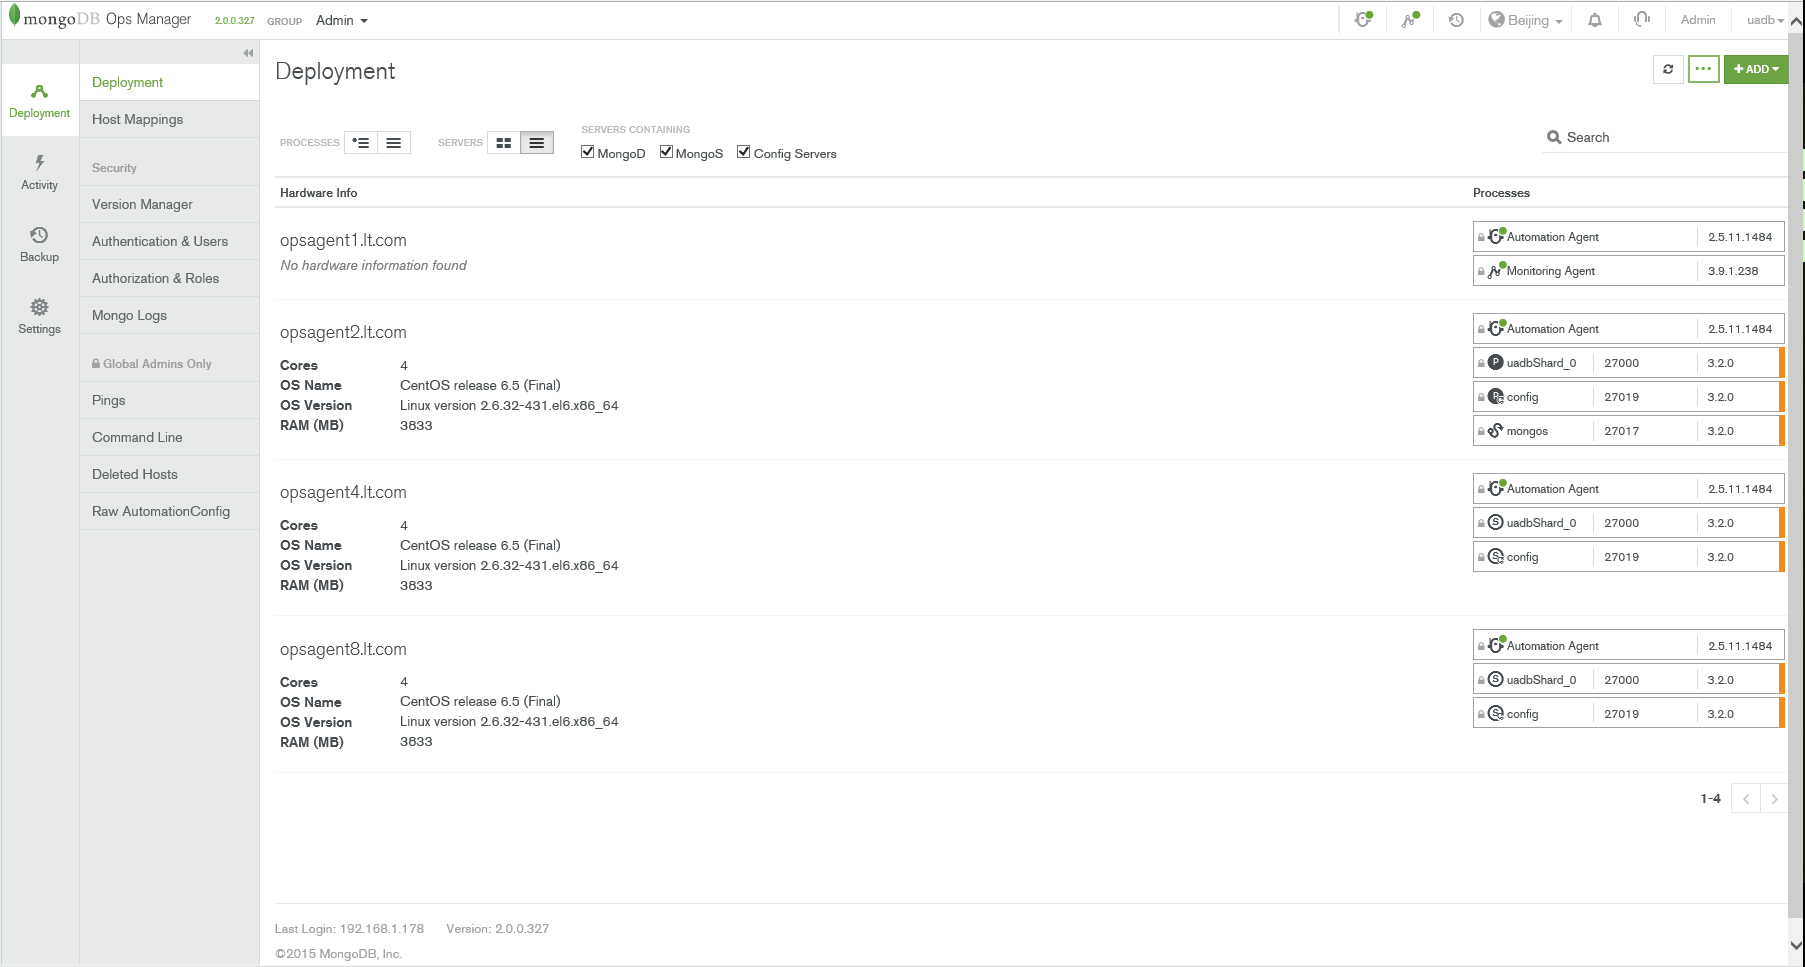 mongoDB Ops Manager 2.0.0.327 GROUP Admin Beijing Admin uadb
Deployment
Activity
Backup
Settings
Deployment
Host Mappings
Security
Version Manager
Authentication & Users
Authorization & Roles
Mongo Logs
Global Admins Only
Pings
Command Line
Deleted Hosts
Raw AutomationConfig
Deployment
+ ADD
PROCESSES SERVERS SERVERS CONTAINING
MongoD MongoS Config Servers
Search
Hardware Info Processes
opsagent1.lt.com
No hardware information found
Automation Agent 2.5.11.1484
Monitoring Agent 3.9.1.238
opsagent2.lt.com
Cores 4
OS Name CentOS release 6.5 (Final)
OS Version Linux version 2.6.32-431.el6.x86_64
RAM (MB) 3833
Automation Agent 2.5.11.1484
P uadbShard_0 27000 3.2.0
P config 27019 3.2.0
mongos 27017 3.2.0
opsagent4.lt.com
Cores 4
OS Name CentOS release 6.5 (Final)
OS Version Linux version 2.6.32-431.el6.x86_64
RAM (MB) 3833
Automation Agent 2.5.11.1484
S uadbShard_0 27000 3.2.0
S config 27019 3.2.0
opsagent8.lt.com
Cores 4
OS Name CentOS release 6.5 (Final)
OS Version Linux version 2.6.32-431.el6.x86_64
RAM (MB) 3833
Automation Agent 2.5.11.1484
S uadbShard_0 27000 3.2.0
S config 27019 3.2.0
1-4
Last Login: 192.168.1.178 Version: 2.0.0.327
©2015 MongoDB, Inc.